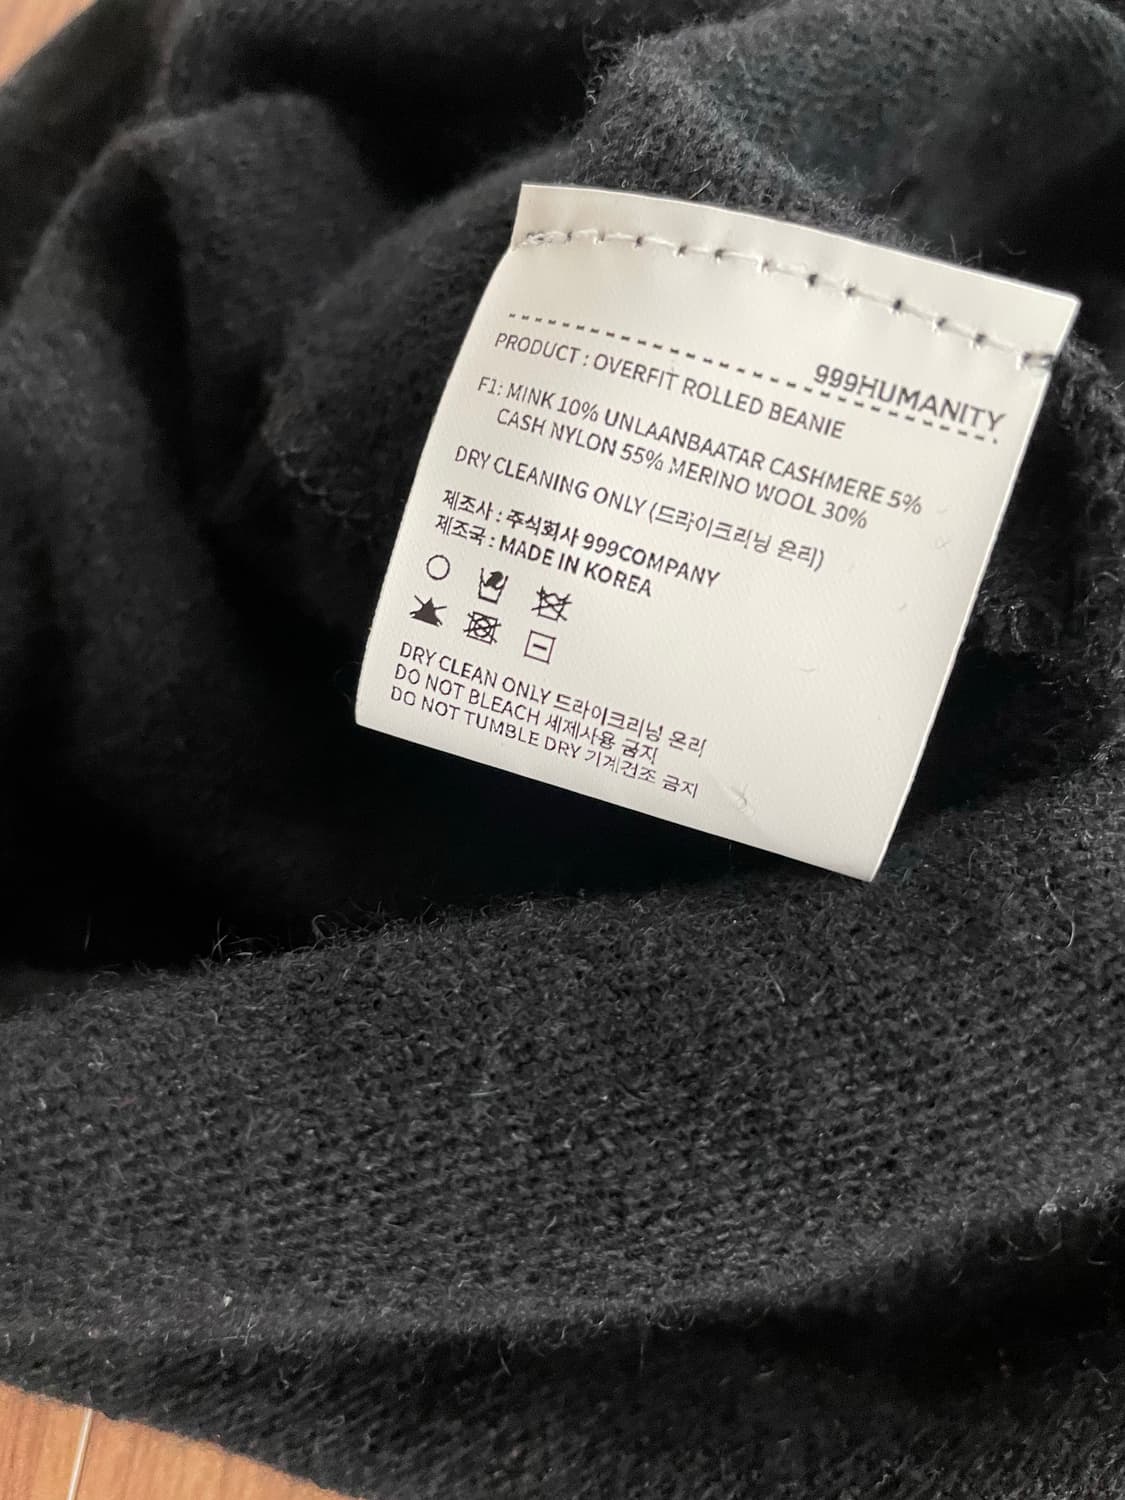 999HUMANITY
PRODUCT : OVERFIT ROLLED BEANIE
F1: MINK 10% UNLAANBAATAR CASHMERE 5%
CASH NYLON 55% MERINO WOOL 30%
DRY CLEANING ONLY (드라이크리닝 온리)
제조사 : 주식회사 999COMPANY
제조국 : MADE IN KOREA
DRY CLEAN ONLY 드라이크리닝 온리
DO NOT BLEACH 세제사용 금지
DO NOT TUMBLE DRY 기계건조 금지